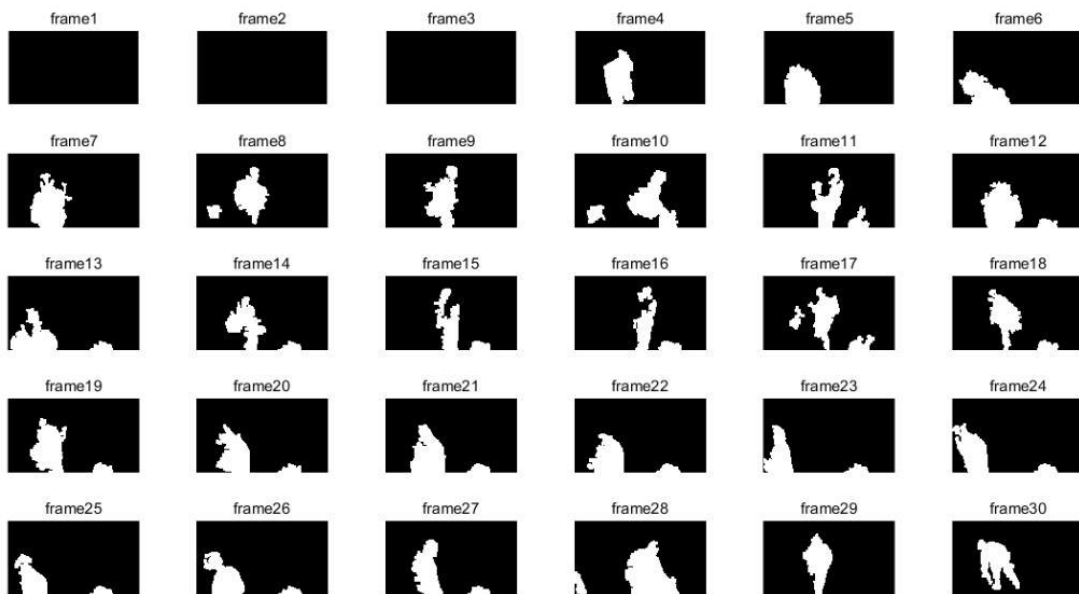 frame1 frame2 frame3 frame4 frame5 frame6
frame7 frame8 frame9 frame10 frame11 frame12
frame13 frame14 frame15 frame16 frame17 frame18
frame19 frame20 frame21 frame22 frame23 frame24
frame25 frame26 frame27 frame28 frame29 frame30